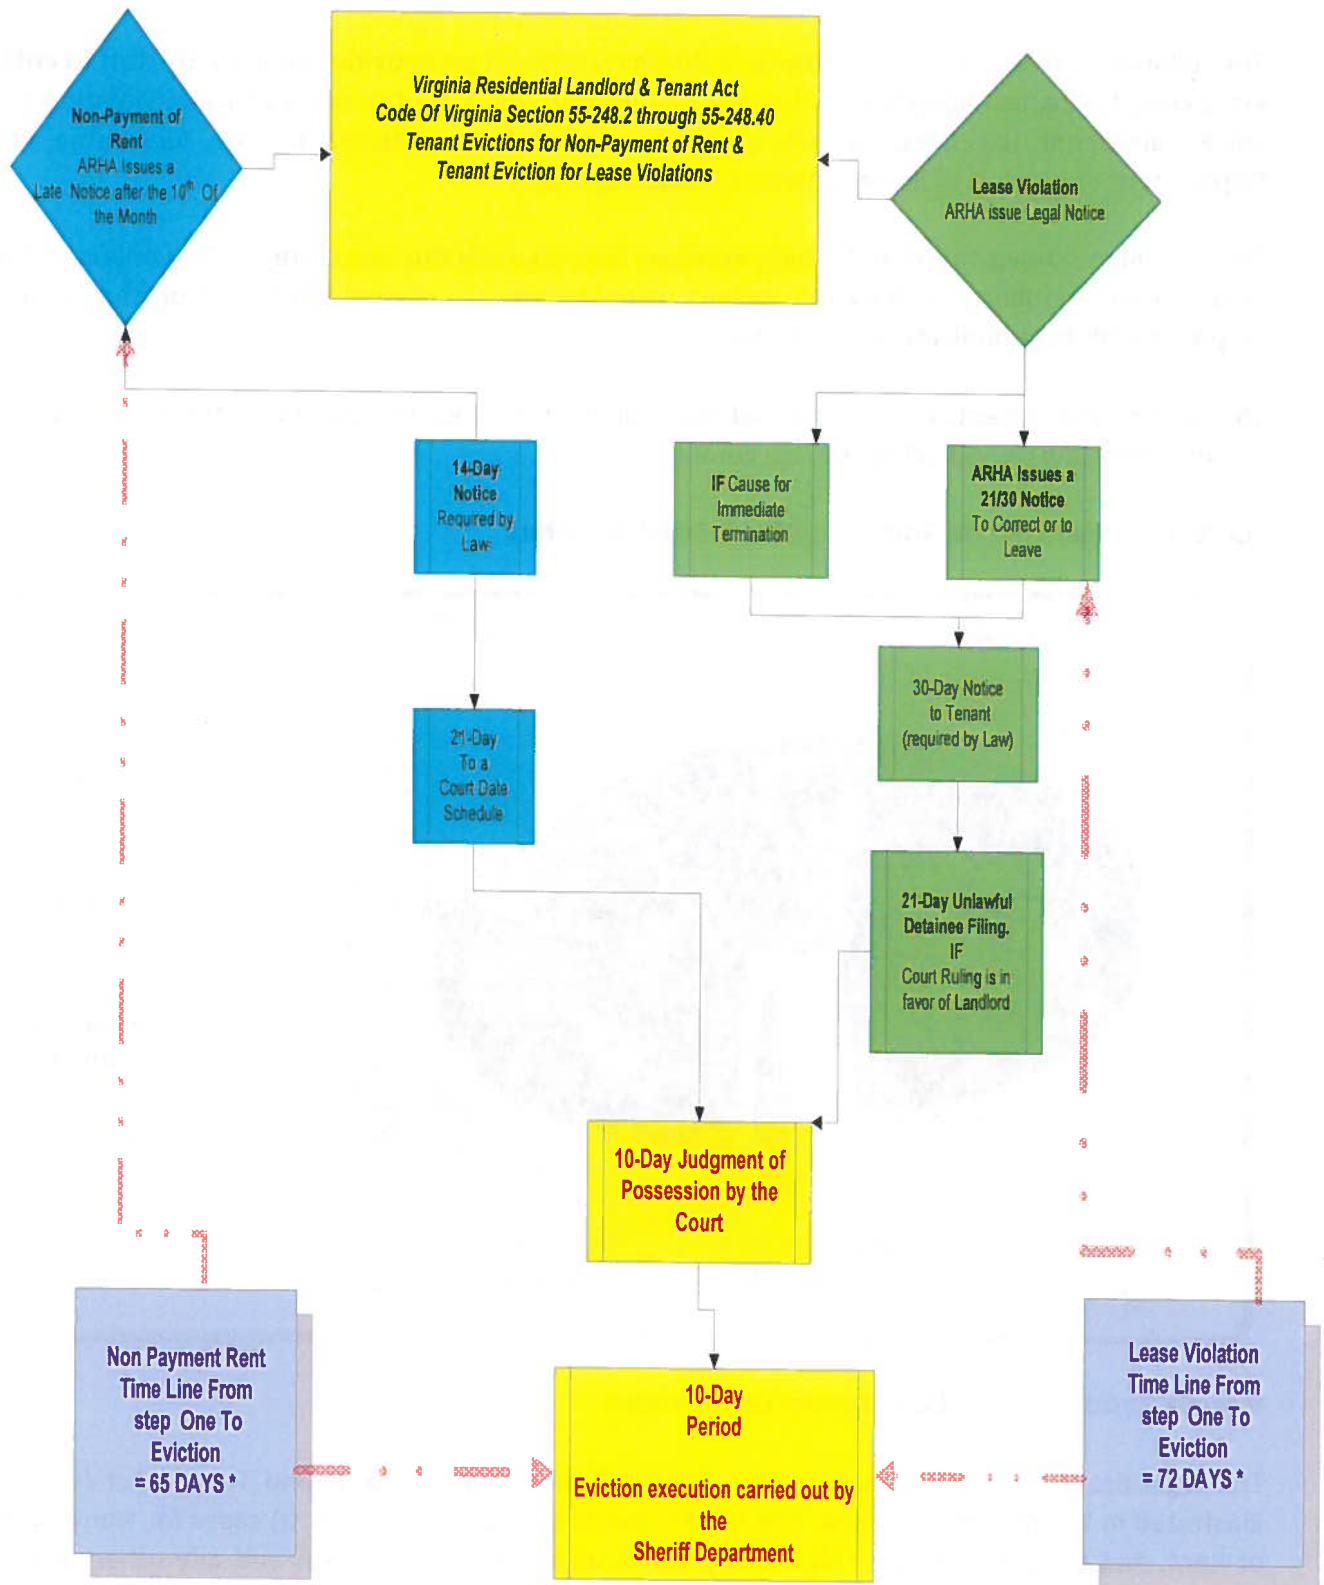 Non-Payment of
Rent
ARHA Issues a
Late Notice after the 10th. Of
the Month
Virginia Residential Landlord & Tenant Act
Code Of Virginia Section 55-248.2 through 55-248.40
Tenant Evictions for Non-Payment of Rent &
Tenant Eviction for Lease Violations
Lease Violation
ARHA issue Legal Notice
14-Day
Notice
Required by
Law
IF Cause for
Immediate
Termination
ARHA Issues a
21/30 Notice
To Correct or to
Leave
30-Day Notice
to Tenant
(required by Law)
21-Day
To a
Court Date
Schedule
21-Day Unlawful
Detainee Filing.
IF
Court Ruling is in
favor of Landlord
10-Day Judgment of
Possession by the
Court
Non Payment Rent
Time Line From
step One To
Eviction
= 65 DAYS *
10-Day
Period
Eviction execution carried out by
the
Sheriff Department
Lease Violation
Time Line From
step One To
Eviction
= 72 DAYS *